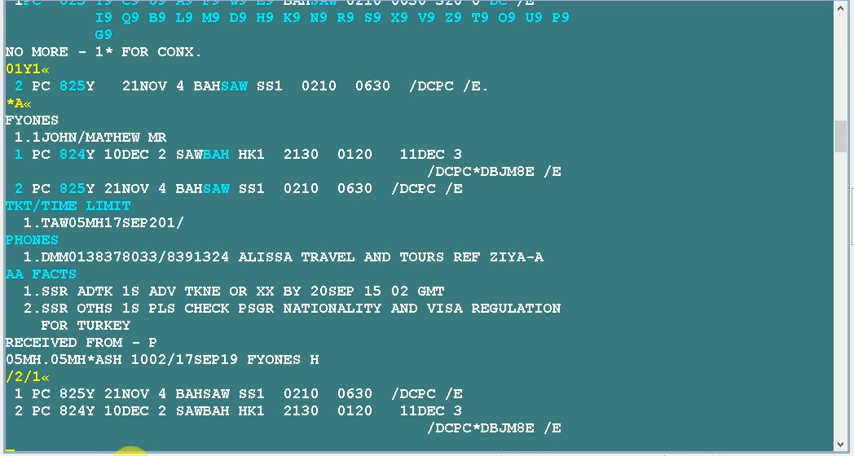 I9 Q9 B9 L9 M9 D9 H9 K9 N9 R9 S9 X9 V9 Z9 T9 O9 U9 P9
G9
NO MORE - 1* FOR CONX.
01Y1«
2 PC 825Y 21NOV 4 BAHSAW SS1 0210 0630 /DCPC /E.
*A«
FYONES
1.1JOHN/MATHEW MR
1 PC 824Y 10DEC 2 SAWBAH HK1 2130 0120 11DEC 3
/DCPC*DBJM8E /E
2 PC 825Y 21NOV 4 BAHSAW SS1 0210 0630 /DCPC /E
TKT/TIME LIMIT
1.TAW05MH17SEP201/
PHONES
1.DMM0138378033/8391324 ALISSA TRAVEL AND TOURS REF ZIYA-A
AA FACTS
1.SSR ADTK 1S ADV TKNE OR XX BY 20SEP 15 02 GMT
2.SSR OTHS 1S PLS CHECK PSGR NATIONALITY AND VISA REGULATION
FOR TURKEY
RECEIVED FROM - P
05MH.05MH*ASH 1002/17SEP19 FYONES H
/2/1«
1 PC 825Y 21NOV 4 BAHSAW SS1 0210 0630 /DCPC /E
2 PC 824Y 10DEC 2 SAWBAH HK1 2130 0120 11DEC 3
/DCPC*DBJM8E /E